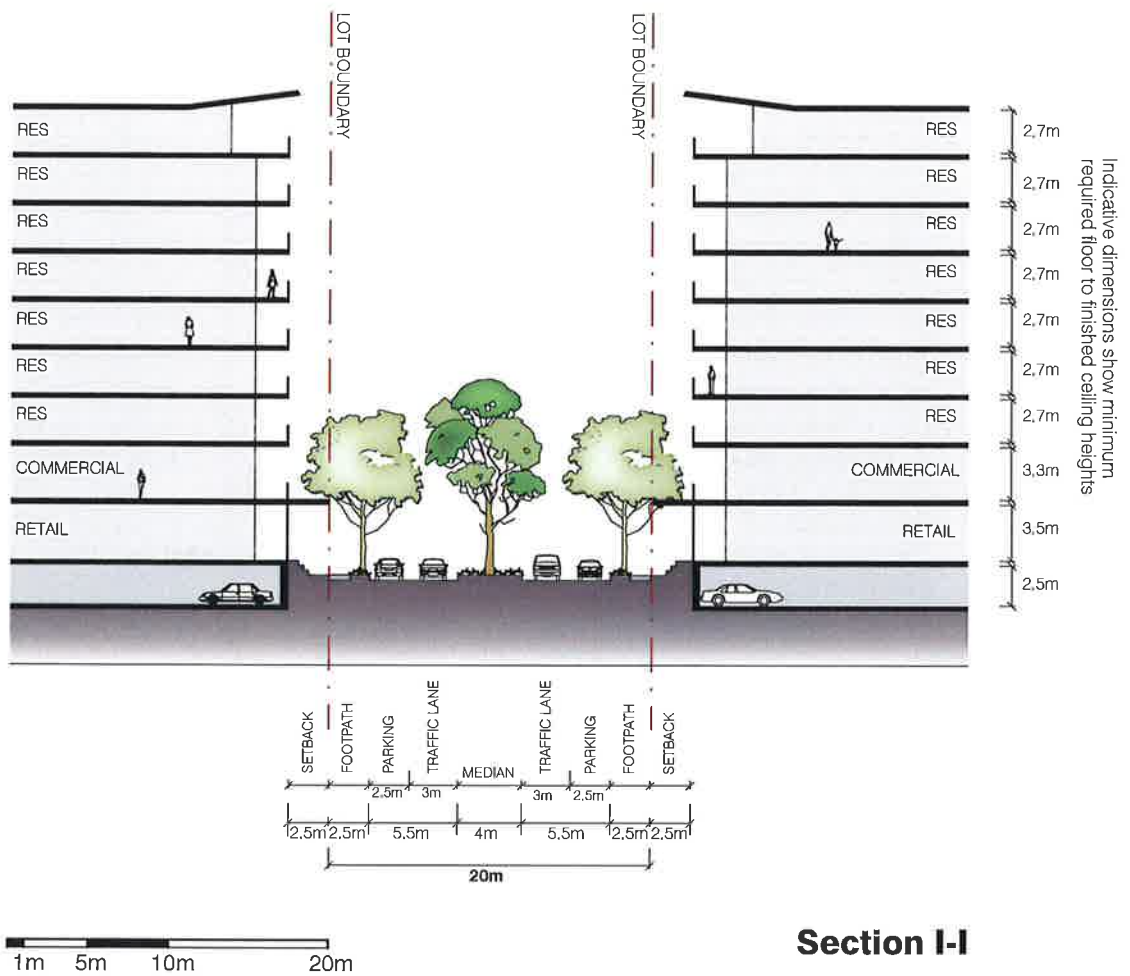 LOT BOUNDARY
LOT BOUNDARY
RES
RES
2,7m
RES
RES
2,7m
RES
RES
2,7m
RES
RES
2,7m
RES
RES
2,7m
RES
RES
2,7m
RES
RES
2,7m
COMMERCIAL
COMMERCIAL
3,3m
RETAIL
RETAIL
3,5m
2,5m
Indicative dimensions show minimum
required floor to finished ceiling heights
SETBACK
FOOTPATH
PARKING
TRAFFIC LANE
MEDIAN
TRAFFIC LANE
PARKING
FOOTPATH
SETBACK
2.5m 3m 3m 2.5m
2.5m 2.5m 5.5m 4m 5.5m 2.5m 2.5m
20m
1m 5m 10m 20m
Section I-I